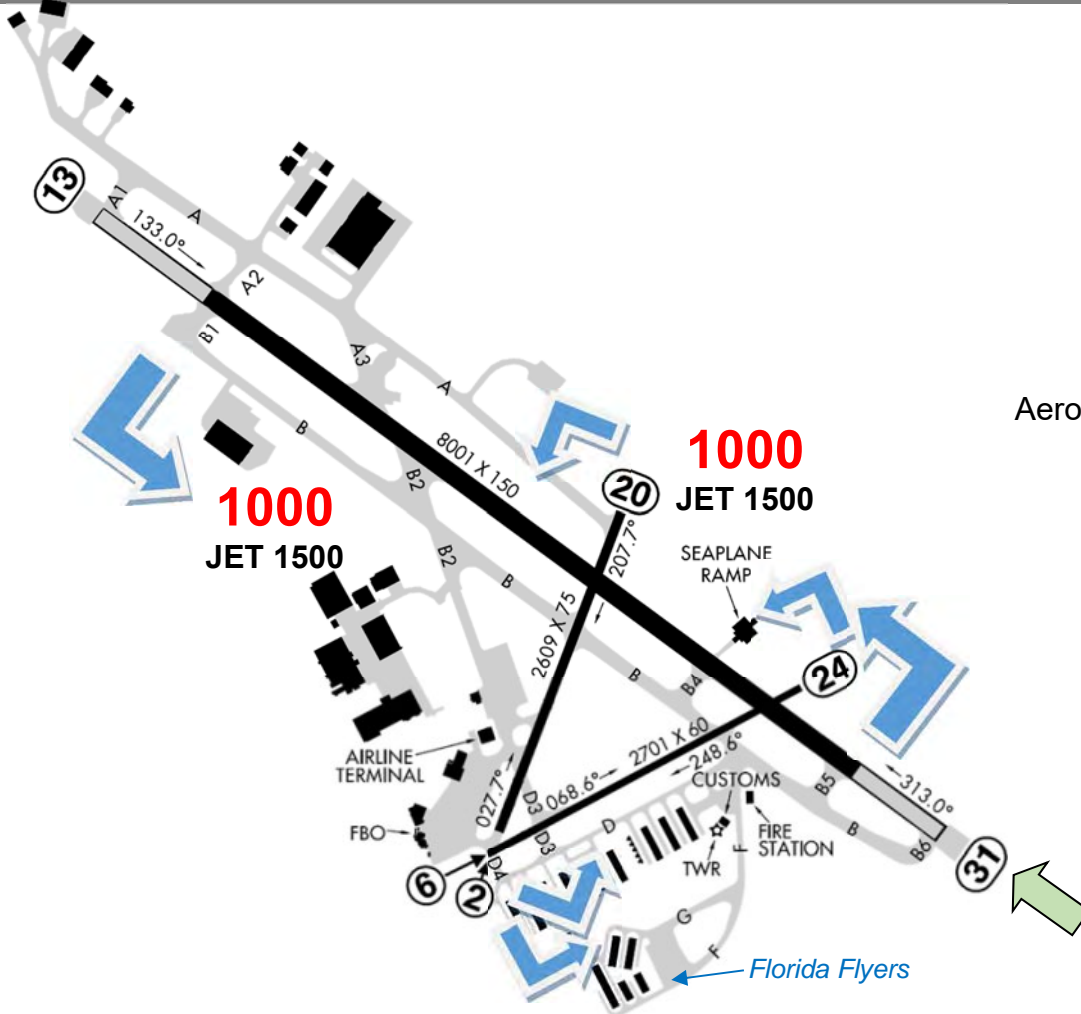 13
A1
A
133.0°
A2
B1
A3
A
B
8001 X 150
B2
1000
JET 1500
20
1000
JET 1500
Aero
207.7°
SEAPLANE
RAMP
B2
B
2609 X 75
B
B4
24
2701 X 60
248.6°
AIRLINE
TERMINAL
027.7°
068.6°
CUSTOMS
B5
313.0°
D3
D
D3
FBO
FIRE
STATION
B
B6
TWR
F
31
6
2
D4
G
F
Florida Flyers